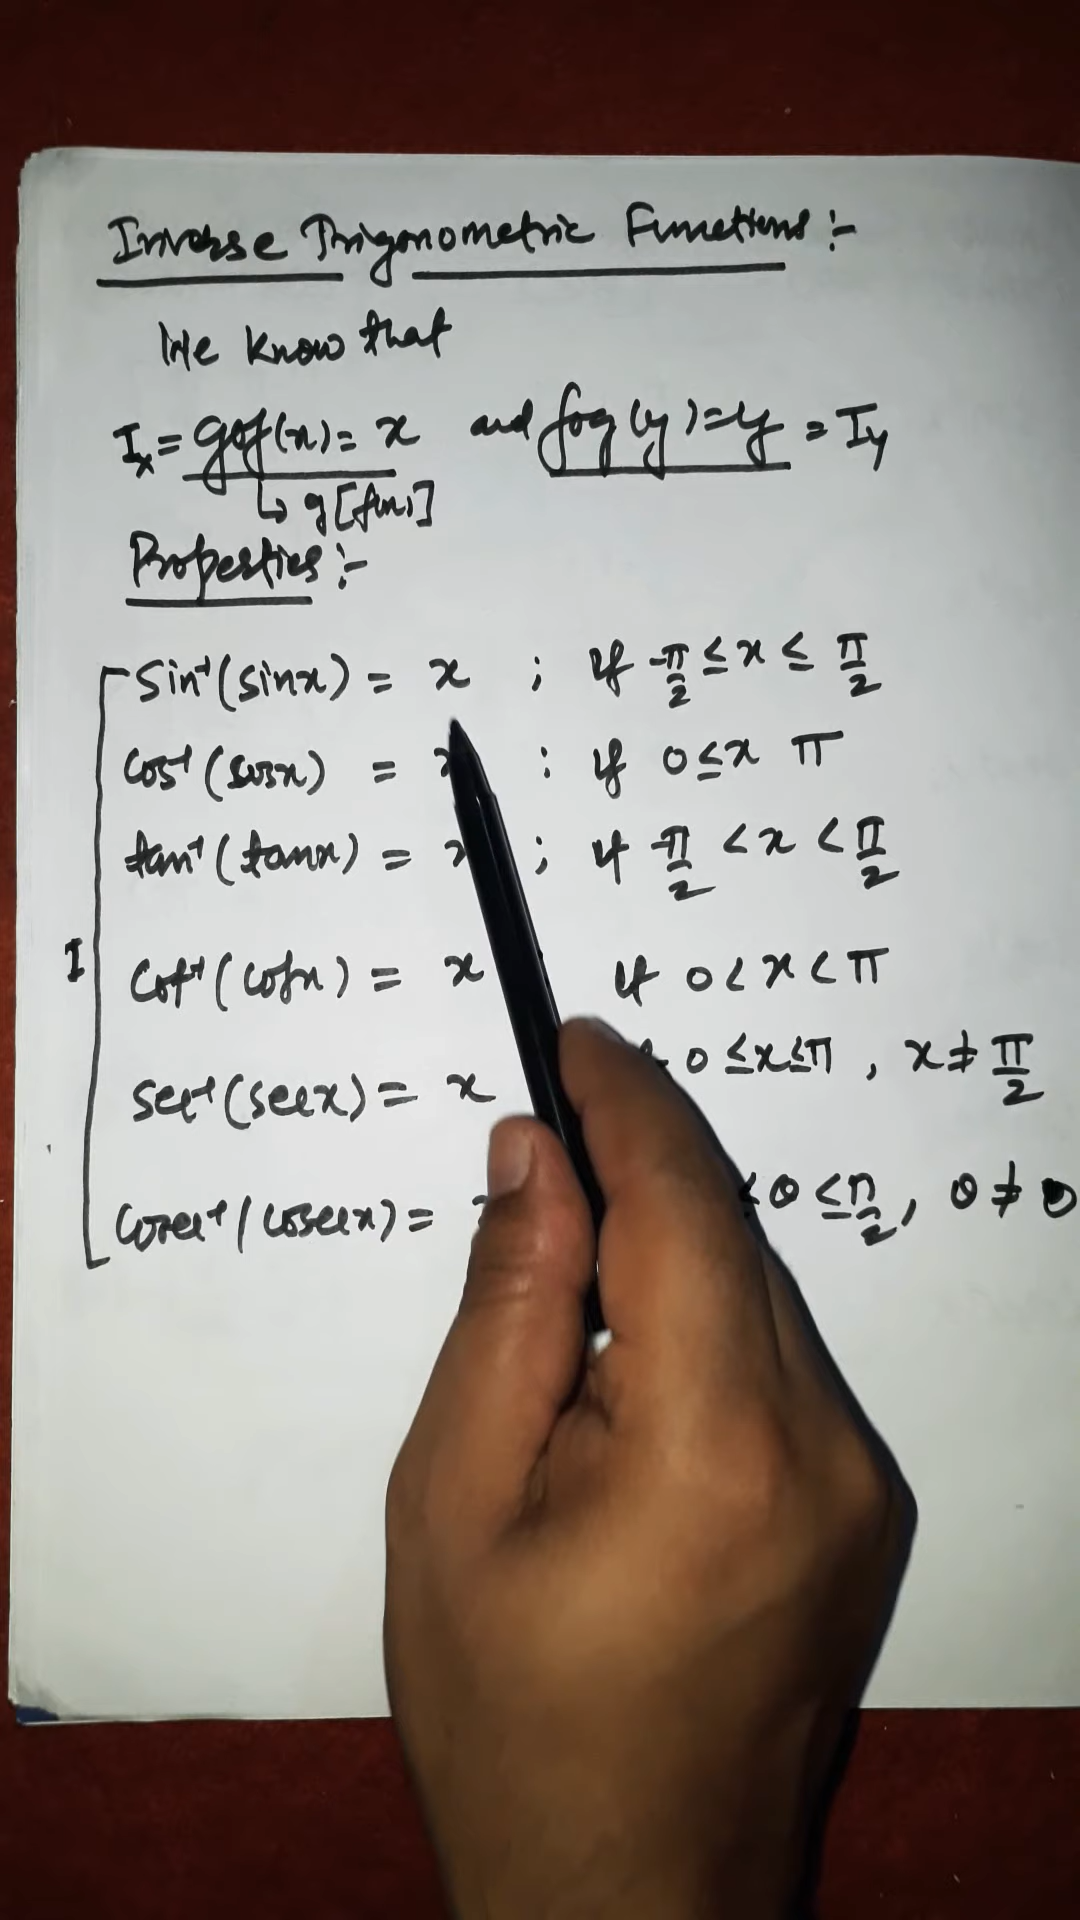 Inverse Trigonometric Functions :-
We know that
Iₓ = gof(x) = x and fog(y) = y = Iᵧ
↳ g[f(x)]
Properties :-
Sin⁻¹(sinx) = x ; if -π/2 ≤ x ≤ π/2
Cos⁻¹(cosx) = x ; if 0 ≤ x π
tan⁻¹(tanx) = x ; if -π/2 < x < π/2
I
Cot⁻¹(cotx) = x if 0 < x < π
Sec⁻¹(secx) = x 0 ≤ x ≤ π , x ≠ π/2
Cosec⁻¹(cosecx) = ≤ θ ≤ π/2, θ ≠ 0